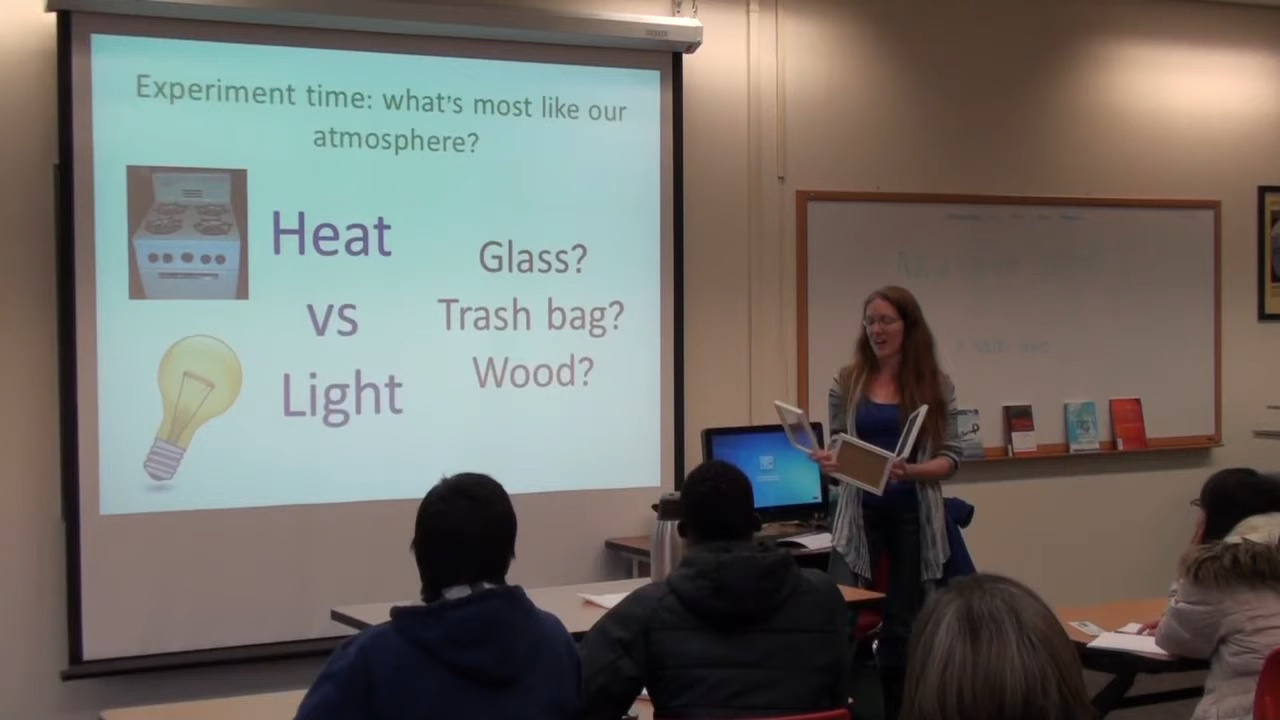 Experiment time: what's most like our
atmosphere?
Heat
vs
Light
Glass?
Trash bag?
Wood?